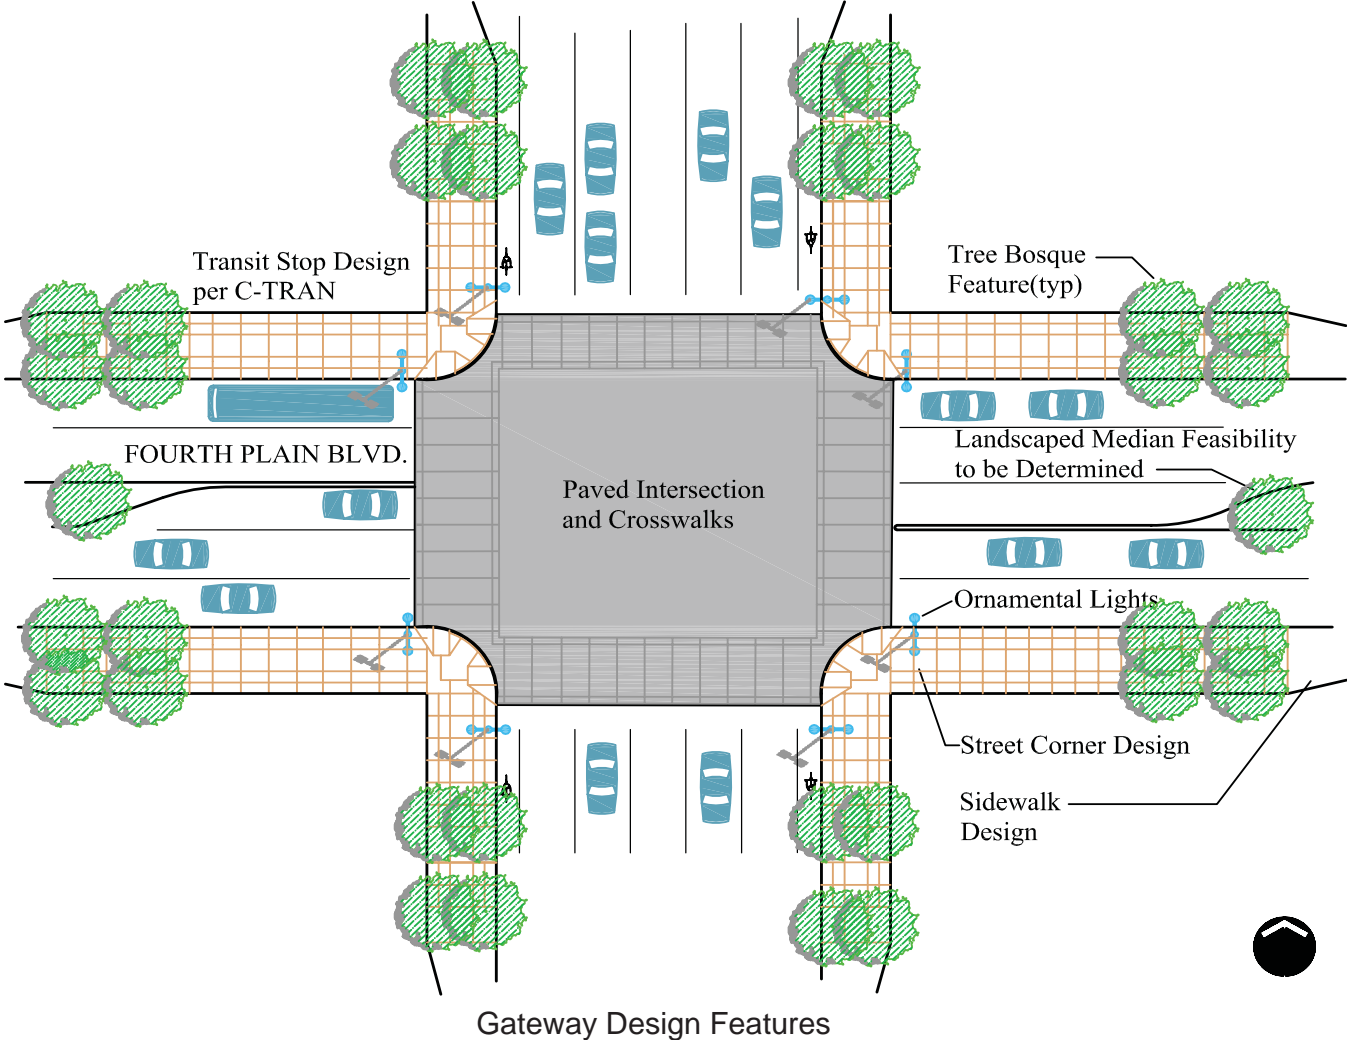 Transit Stop Design
per C-TRAN
Tree Bosque
Feature(typ)
FOURTH PLAIN BLVD.
Landscaped Median Feasibility
to be Determined
Paved Intersection
and Crosswalks
Ornamental Lights
Street Corner Design
Sidewalk
Design
Gateway Design Features